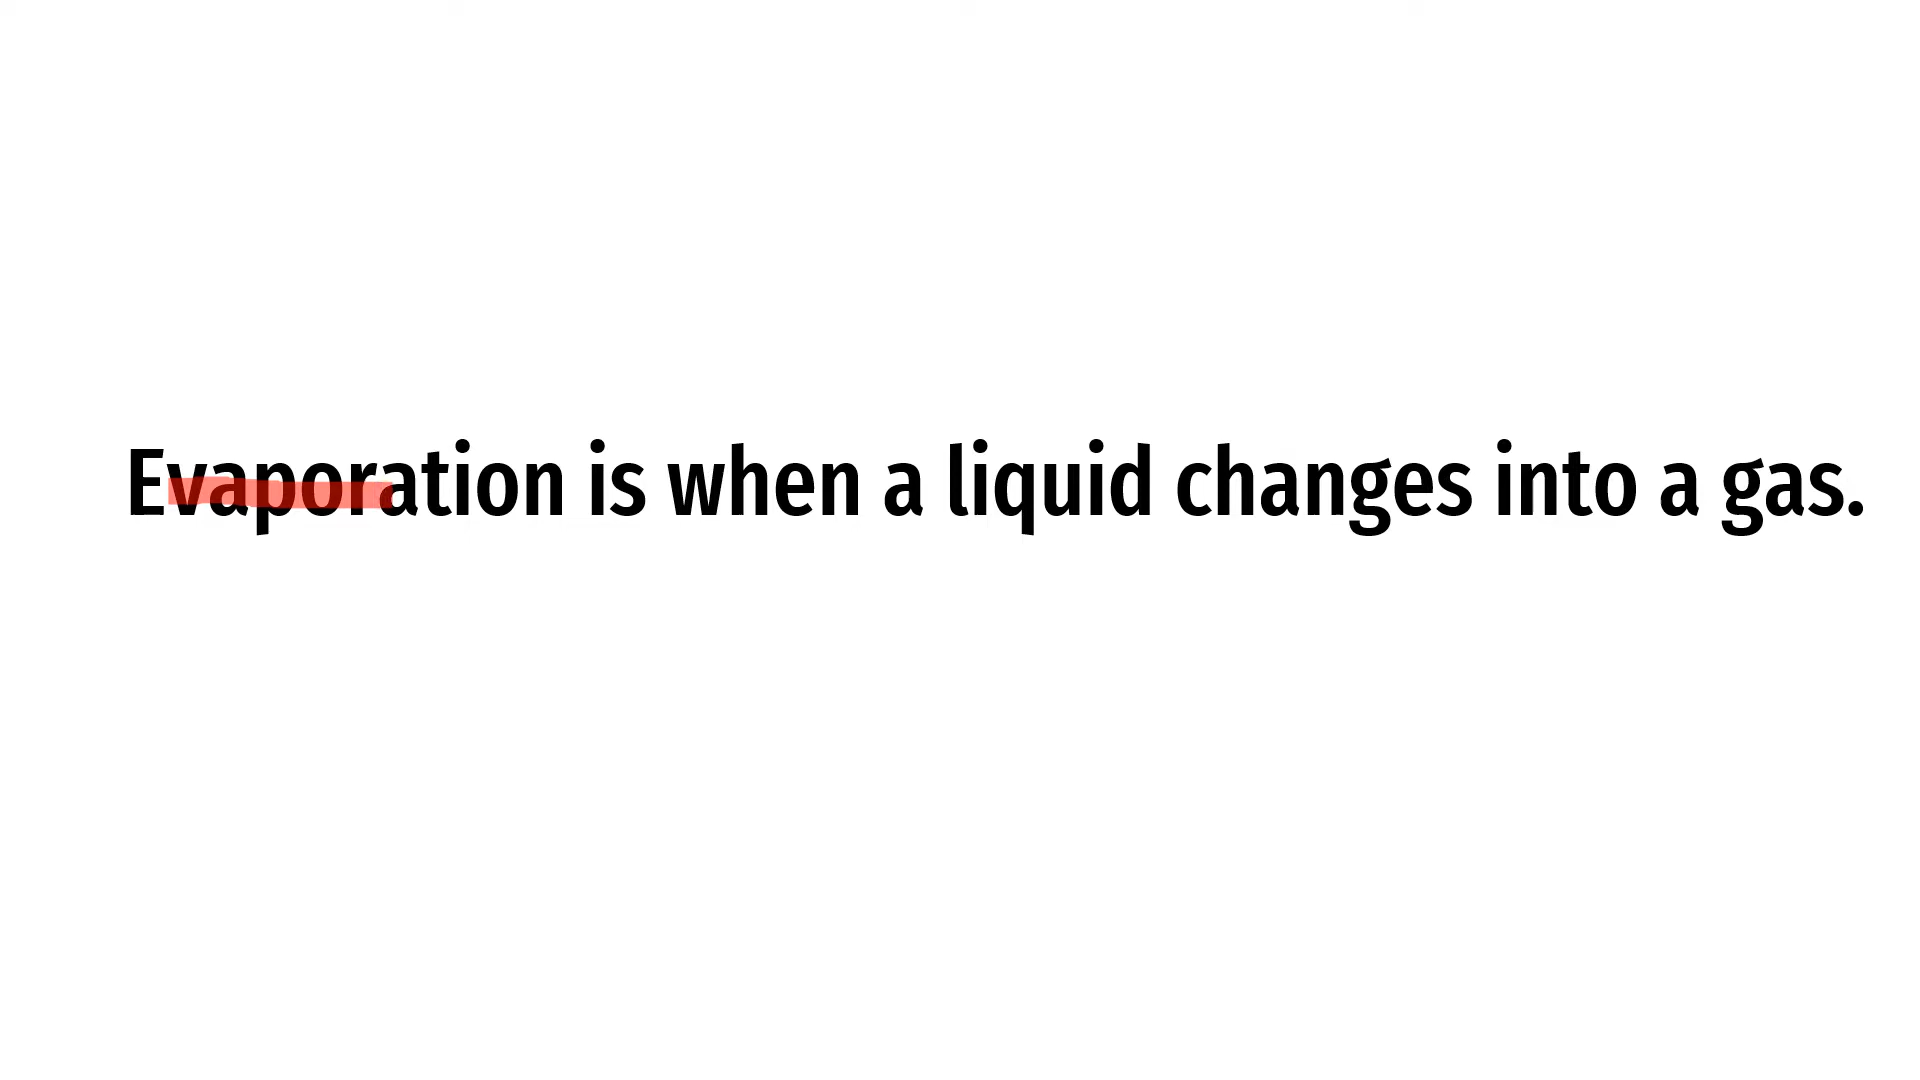 Evaporation is when a liquid changes into a gas.